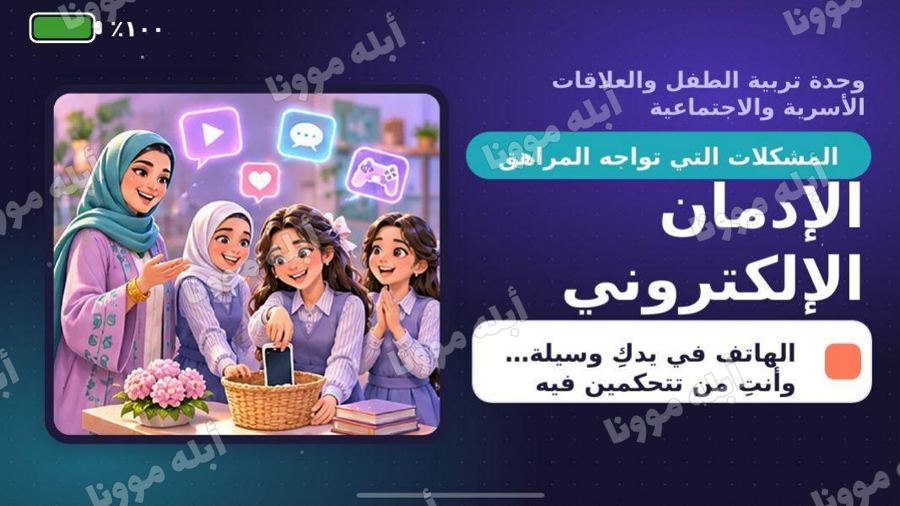 ٪١٠٠
وحدة تربية الطفل والعلاقات
الأسرية والاجتماعية
المشكلات التي تواجه المراهق
الإدمان
الإلكتروني
الهاتف في يدكِ وسيلة...
وأنتِ من تتحكمين فيه
أبله موونا